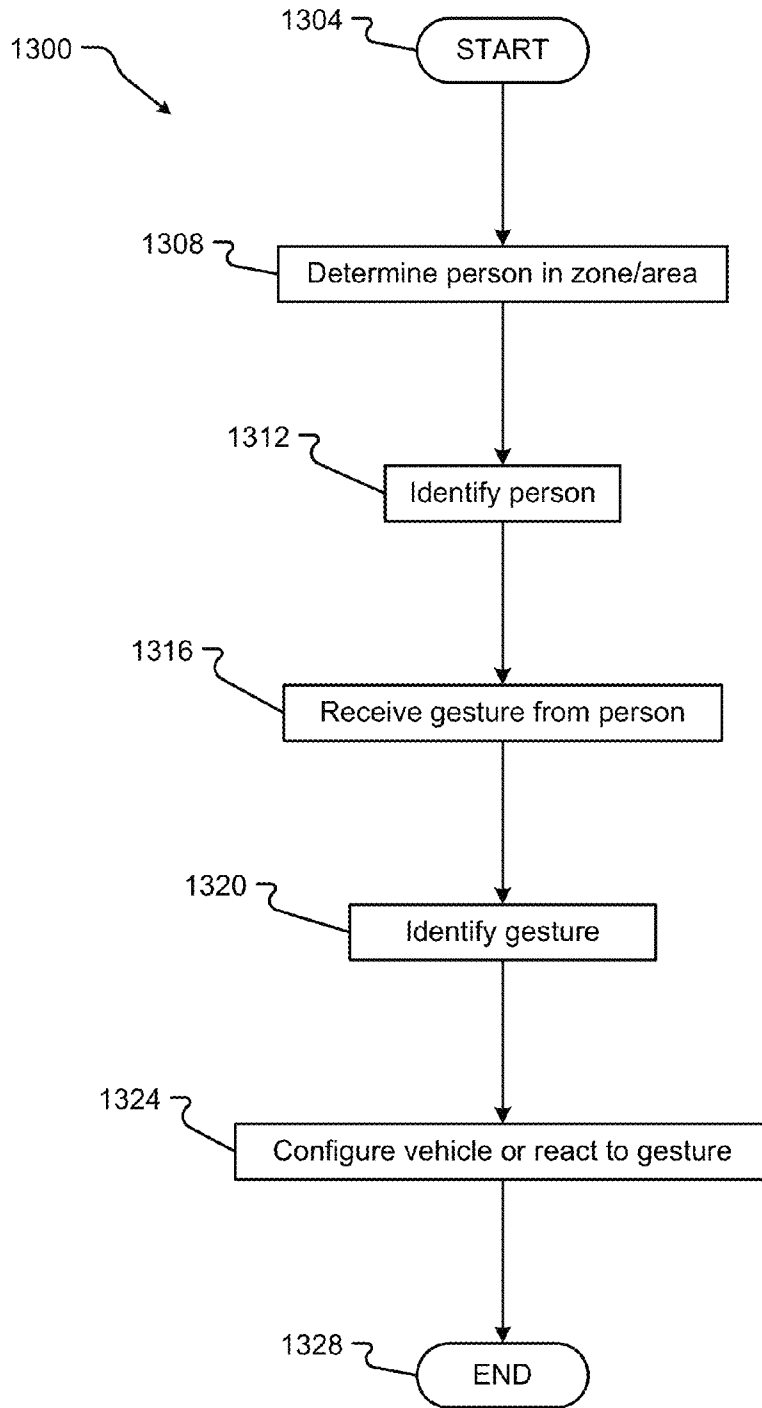 1300
1304
START
1308
Determine person in zone/area
1312
Identify person
1316
Receive gesture from person
1320
Identify gesture
1324
Configure vehicle or react to gesture
1328
END